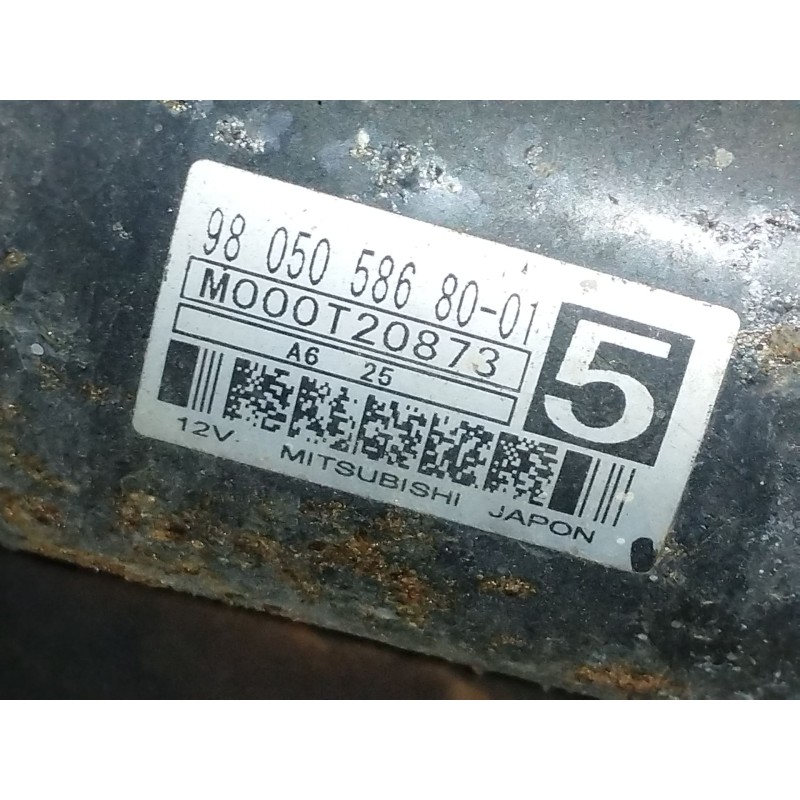 98 050 586 80-01
M000T20873
5
A6 25
12V. MITSUBISHI JAPON